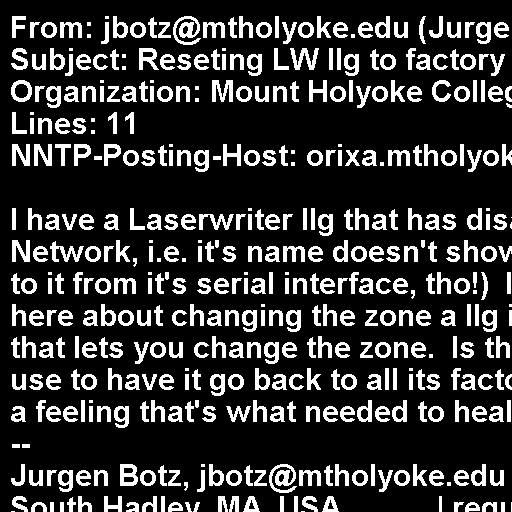 From: jbotz@mtholyoke.edu (Jurge
Subject: Reseting LW IIg to factory
Organization: Mount Holyoke Colleg
Lines: 11
NNTP-Posting-Host: orixa.mtholyok
I have a Laserwriter IIg that has disa
Network, i.e. it's name doesn't show
to it from it's serial interface, tho!)  I
here about changing the zone a IIg i
that lets you change the zone.  Is th
use to have it go back to all its facto
a feeling that's what needed to heal
--
Jurgen Botz, jbotz@mtholyoke.edu
South Hadley, MA, USA | requ